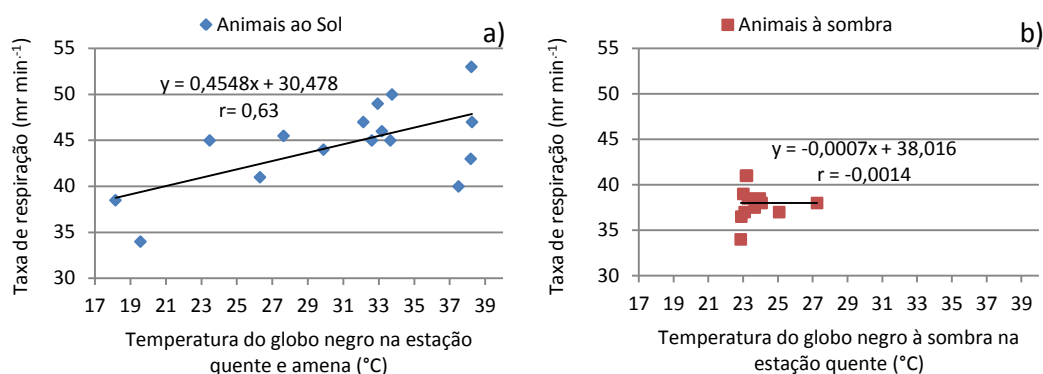 Animais ao Sol
a)
Taxa de respiração (mr min⁻¹)
55
50
45
40
35
30
y = 0,4548x + 30,478
r= 0,63
17 19 21 23 25 27 29 31 33 35 37 39
Temperatura do globo negro na estação
quente e amena (°C)
Animais à sombra
b)
Taxa de respiração (mr min⁻¹)
55
50
45
40
35
30
y = -0,0007x + 38,016
r = -0,0014
17 19 21 23 25 27 29 31 33 35 37 39
Temperatura do globo negro à sombra na
estação quente (°C)